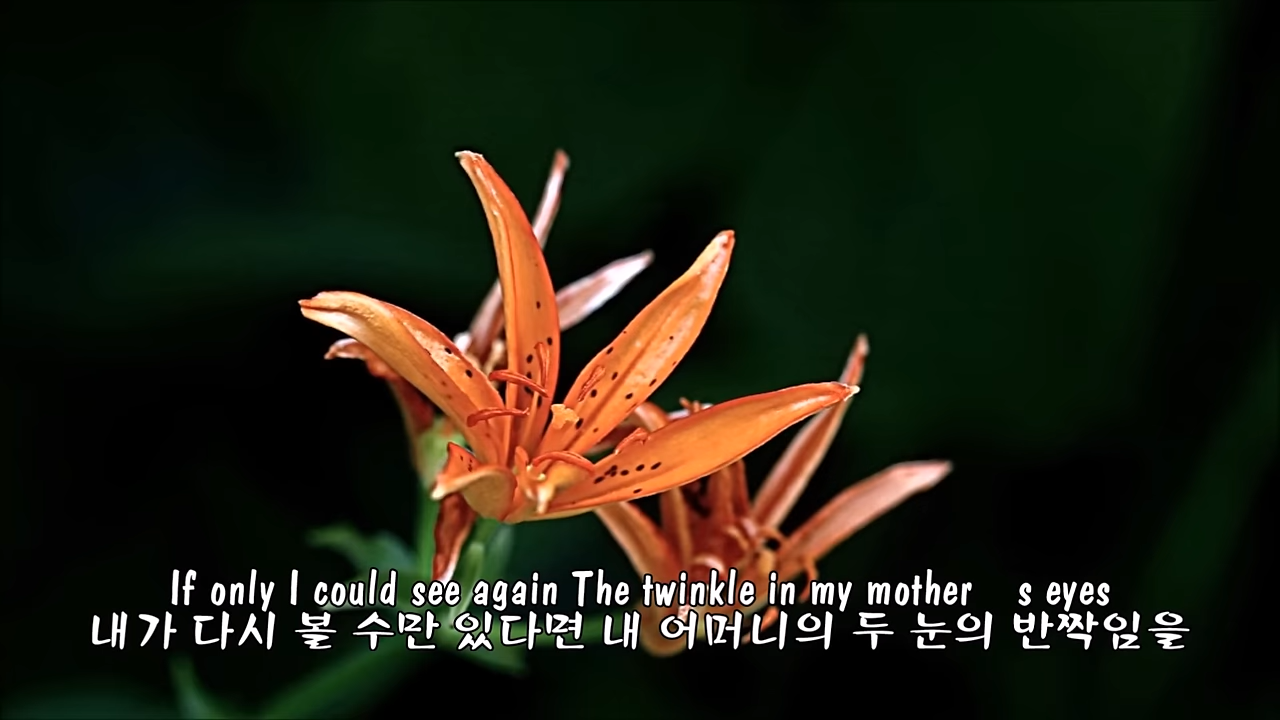 If only I could see again The twinkle in my mother s eyes
내가 다시 볼 수만 있다면 내 어머니의 두 눈의 반짝임을